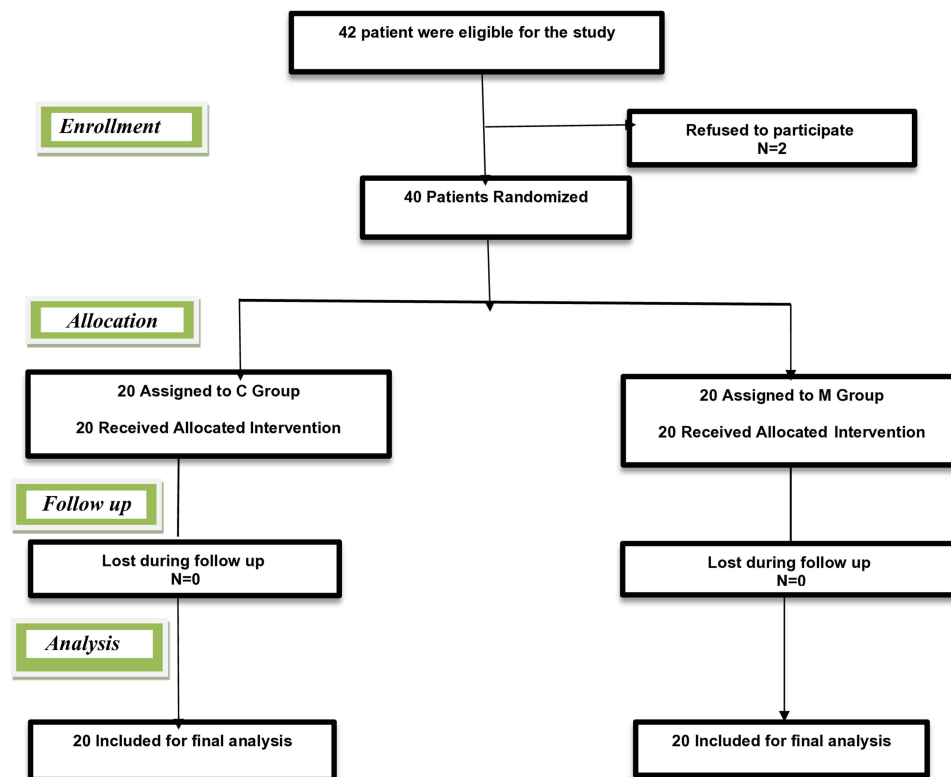 42 patient were eligible for the study
Enrollment
Refused to participate
N=2
40 Patients Randomized
Allocation
20 Assigned to C Group
20 Received Allocated Intervention
20 Assigned to M Group
20 Received Allocated Intervention
Follow up
Lost during follow up
N=0
Lost during follow up
N=0
Analysis
20 Included for final analysis
20 Included for final analysis